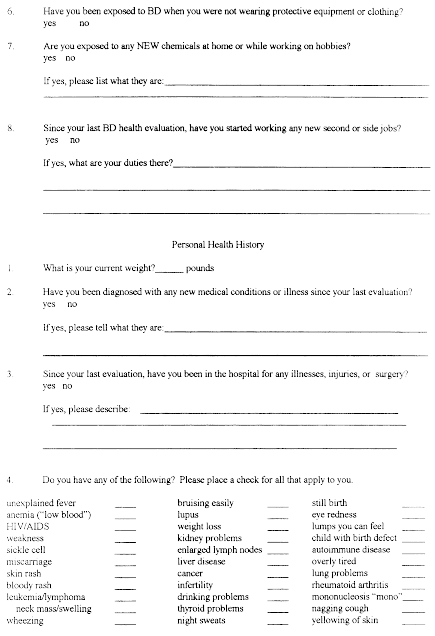 6. Have you been exposed to BD when you were not wearing protective equipment or clothing?
yes no
7. Are you exposed to any NEW chemicals at home or while working on hobbies?
yes no
If yes, please list what they are:
8. Since your last BD health evaluation, have you started working any new second or side jobs?
yes no
If yes, what are your duties there?
Personal Health History
1. What is your current weight?______ pounds
2. Have you been diagnosed with any new medical conditions or illness since your last evaluation?
yes no
If yes, please tell what they are:
3. Since your last evaluation, have you been in the hospital for any illnesses, injuries, or surgery?
yes no
If yes, please describe:
4. Do you have any of the following? Please place a check for all that apply to you.
unexplained fever ____ bruising easily ____ still birth ____
anemia ("low blood") ____ lupus ____ eye redness ____
HIV/AIDS ____ weight loss ____ lumps you can feel ____
weakness ____ kidney problems ____ child with birth defect ____
sickle cell ____ enlarged lymph nodes ____ autoimmune disease ____
miscarriage ____ liver disease ____ overly tired ____
skin rash ____ cancer ____ lung problems ____
bloody rash ____ infertility ____ rheumatoid arthritis ____
leukemia/lymphoma ____ drinking problems ____ mononucleosis "mono" ____
neck mass/swelling ____ thyroid problems ____ nagging cough ____
wheezing ____ night sweats ____ yellowing of skin ____